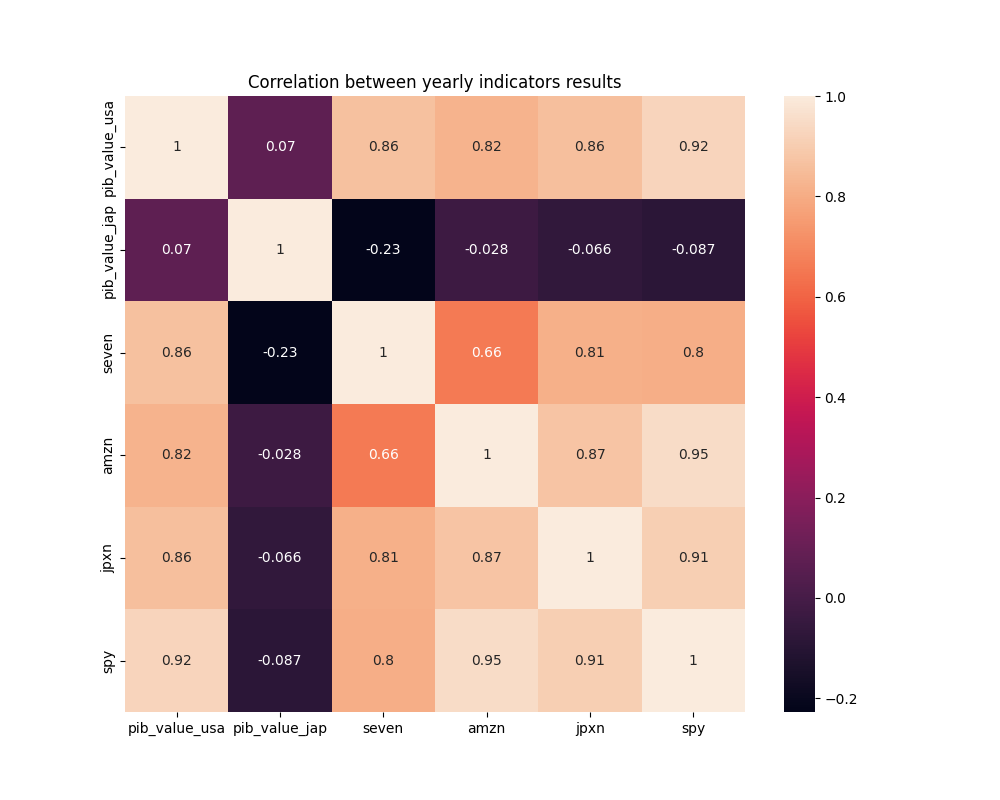 Correlation between yearly indicators results
pib_value_usa
1 0.07 0.86 0.82 0.86 0.92
pib_value_jap
0.07 1 -0.23 -0.028 -0.066 -0.087
seven
0.86 -0.23 1 0.66 0.81 0.8
amzn
0.82 -0.028 0.66 1 0.87 0.95
jpxn
0.86 -0.066 0.81 0.87 1 0.91
spy
0.92 -0.087 0.8 0.95 0.91 1
pib_value_usa pib_value_jap seven amzn jpxn spy
1.0
0.8
0.6
0.4
0.2
0.0
−0.2